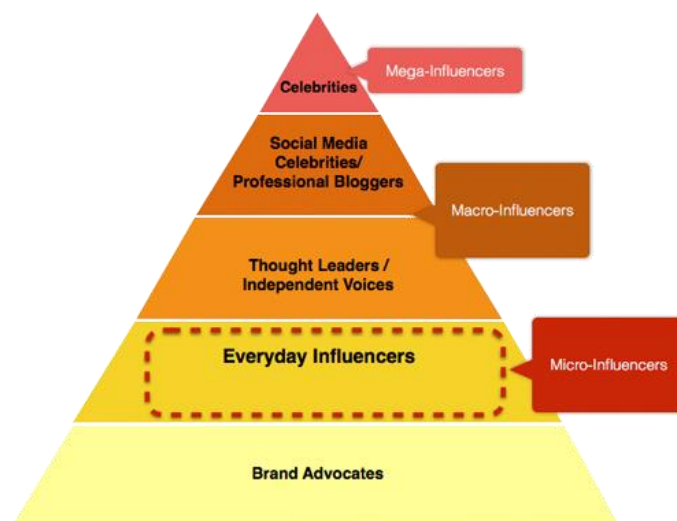 Celebrities
Mega-Influencers
Social Media
Celebrities/
Professional Bloggers
Macro-Influencers
Thought Leaders /
Independent Voices
Everyday Influencers
Micro-Influencers
Brand Advocates